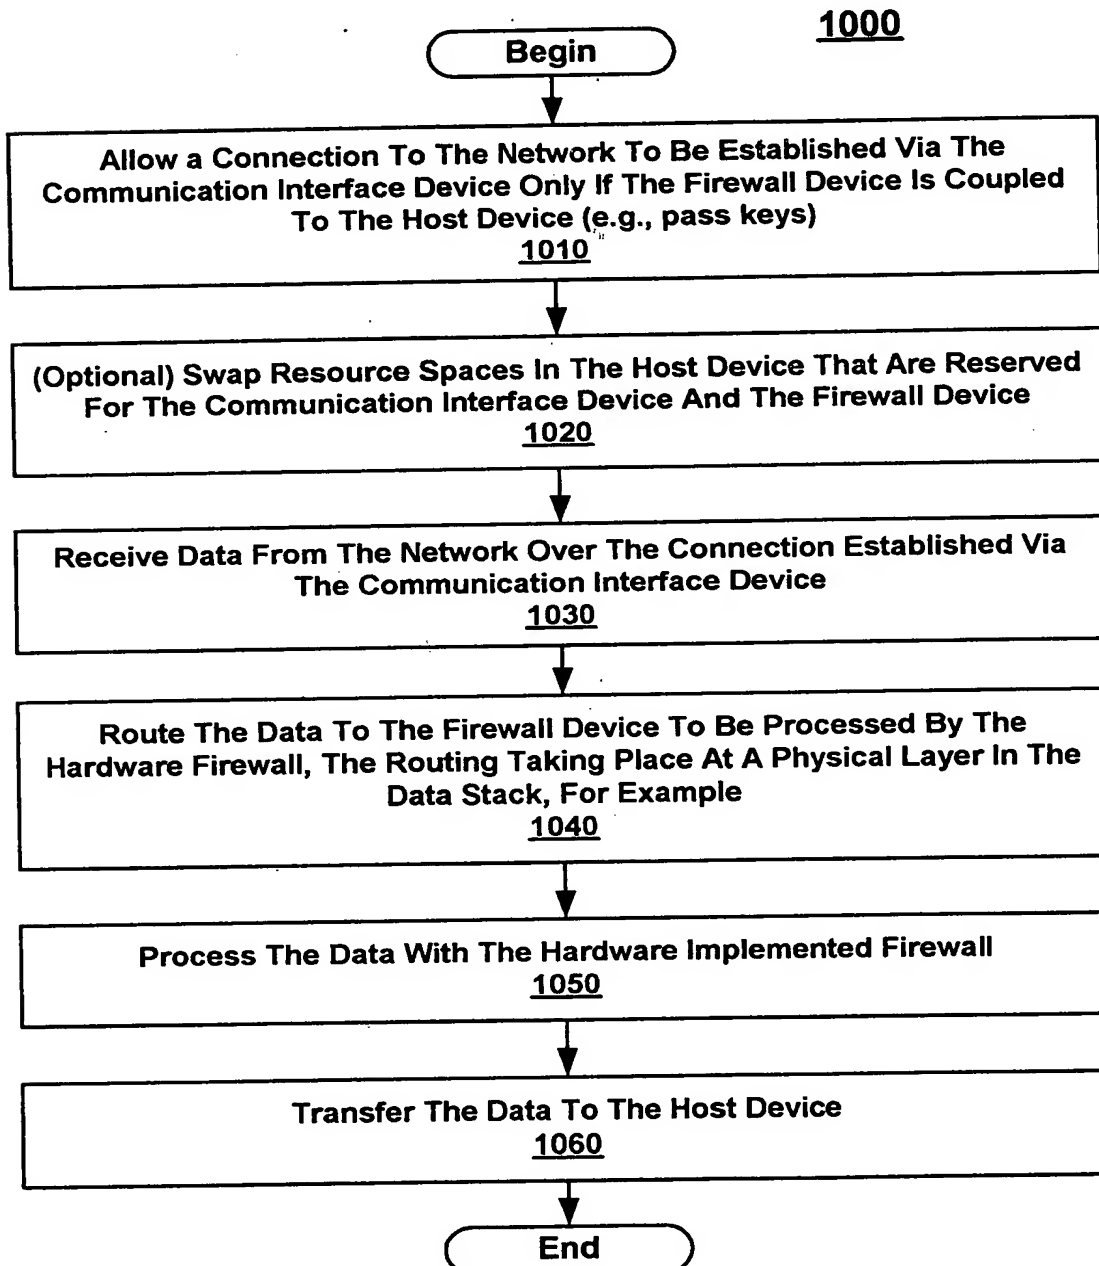 1000
Begin
Allow a Connection To The Network To Be Established Via The
Communication Interface Device Only If The Firewall Device Is Coupled
To The Host Device (e.g., pass keys)
1010
(Optional) Swap Resource Spaces In The Host Device That Are Reserved
For The Communication Interface Device And The Firewall Device
1020
Receive Data From The Network Over The Connection Established Via
The Communication Interface Device
1030
Route The Data To The Firewall Device To Be Processed By The
Hardware Firewall, The Routing Taking Place At A Physical Layer In The
Data Stack, For Example
1040
Process The Data With The Hardware Implemented Firewall
1050
Transfer The Data To The Host Device
1060
End